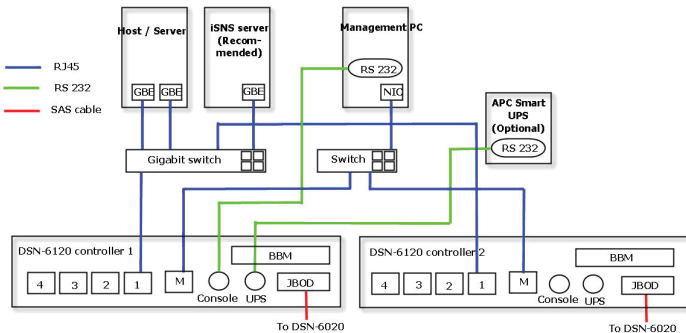 Host / Server
iSNS server
(Recom-
mended)
Management PC
RJ45
RS 232
SAS cable
RS 232
GBE
GBE
GBE
NIC
APC Smart
UPS
(Optional)
RS 232
Gigabit switch
Switch
DSN-6120 controller 1
BBM
4
3
2
1
M
Console
UPS
JBOD
To DSN-6020
DSN-6120 controller 2
BBM
4
3
2
1
M
Console
UPS
JBOD
To DSN-6020